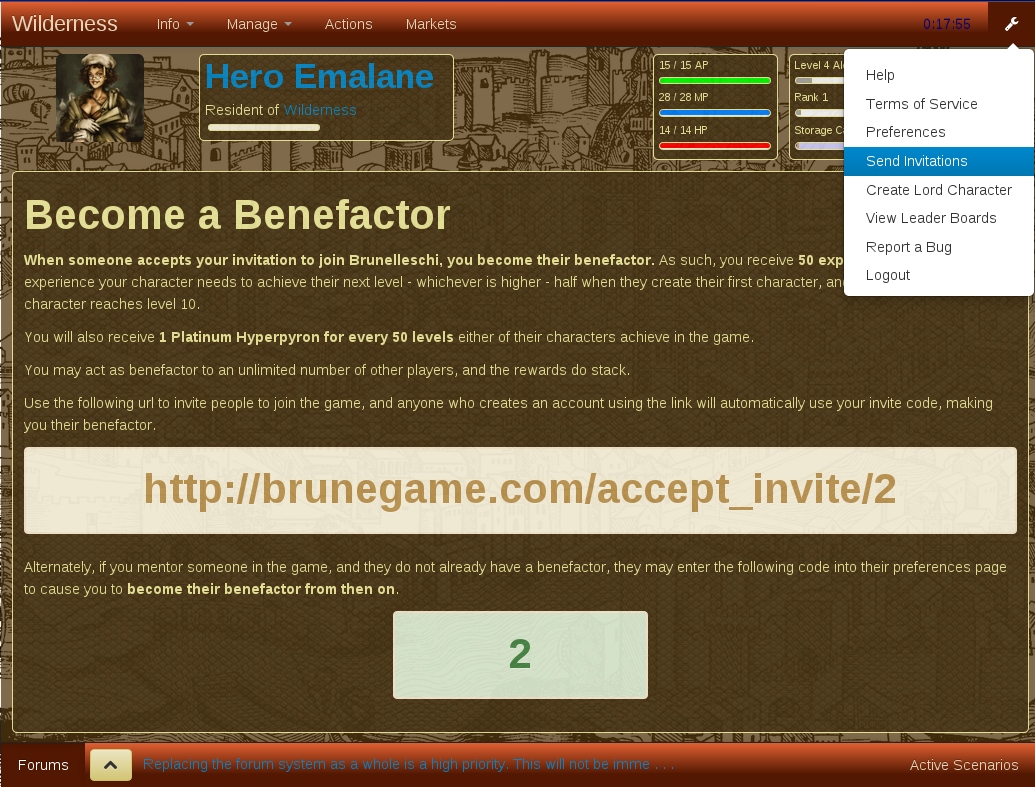 Wilderness Info Manage Actions Markets 0:17:55
Hero Emalane
Resident of Wilderness
15 / 15 AP
28 / 28 MP
14 / 14 HP
Level 4
Rank 1
Storage
Help
Terms of Service
Preferences
Send Invitations
Create Lord Character
View Leader Boards
Report a Bug
Logout
Become a Benefactor
When someone accepts your invitation to join Brunelleschi, you become their benefactor. As such, you receive 50
experience your character needs to achieve their next level - whichever is higher - half when they create their first character,
character reaches level 10.
You will also receive 1 Platinum Hyperpyron for every 50 levels either of their characters achieve in the game.
You may act as benefactor to an unlimited number of other players, and the rewards do stack.
Use the following url to invite people to join the game, and anyone who creates an account using the link will automatically use your invite code, making
you their benefactor.
http://brunegame.com/accept_invite/2
Alternately, if you mentor someone in the game, and they do not already have a benefactor, they may enter the following code into their preferences page
to cause you to become their benefactor from then on.
2
Forums Replacing the forum system as a whole is a high priority. This will not be imme . . . Active Scenarios